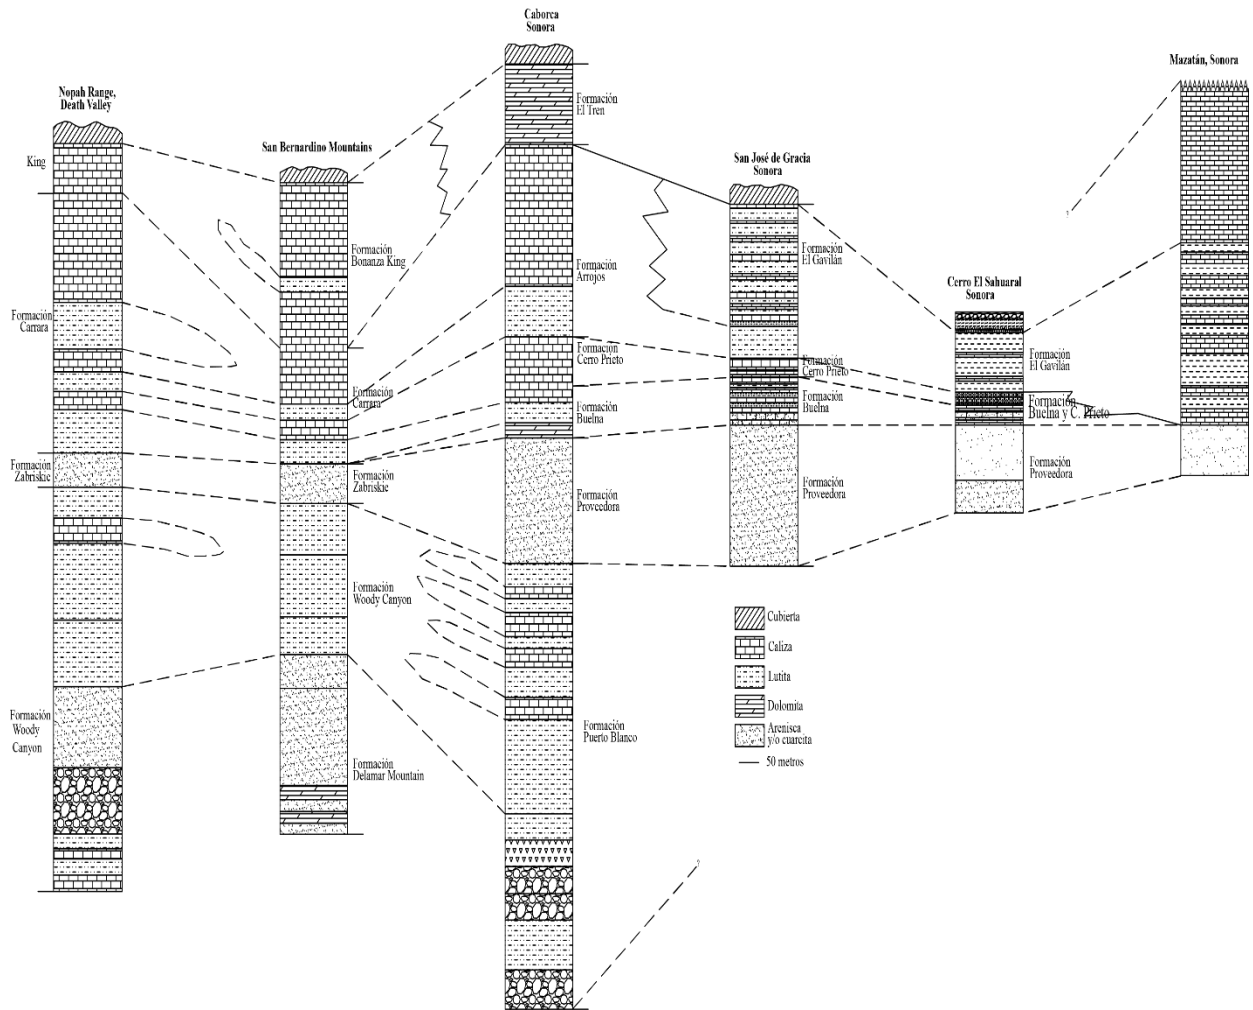 Nopah Range,
Death Valley
King
Formación
Carrara
Formación
Zabriskie
Formación
Woody
Canyon
San Bernardino Mountains
Formación
Bonanza King
Formación
Carrara
Formación
Zabriskie
Formación
Woody Canyon
Formación
Delamar Mountain
Caborca
Sonora
Formación
El Tren
Formación
Arrojos
Formación
Cerro Prieto
Formación
Buelna
Formación
Proveedora
Formación
Puerto Blanco
San José de Gracia
Sonora
Formación
El Gavilán
Formación
Cerro Prieto
Formación
Buelna
Formación
Proveedora
Cerro El Sahuaral
Sonora
Formación
El Gavilán
Formación
Buelna y C. Prieto
Formación
Proveedora
Mazatán, Sonora
Cubierta
Caliza
Lutita
Dolomita
Arenisca
y/o cuarcita
50 metros